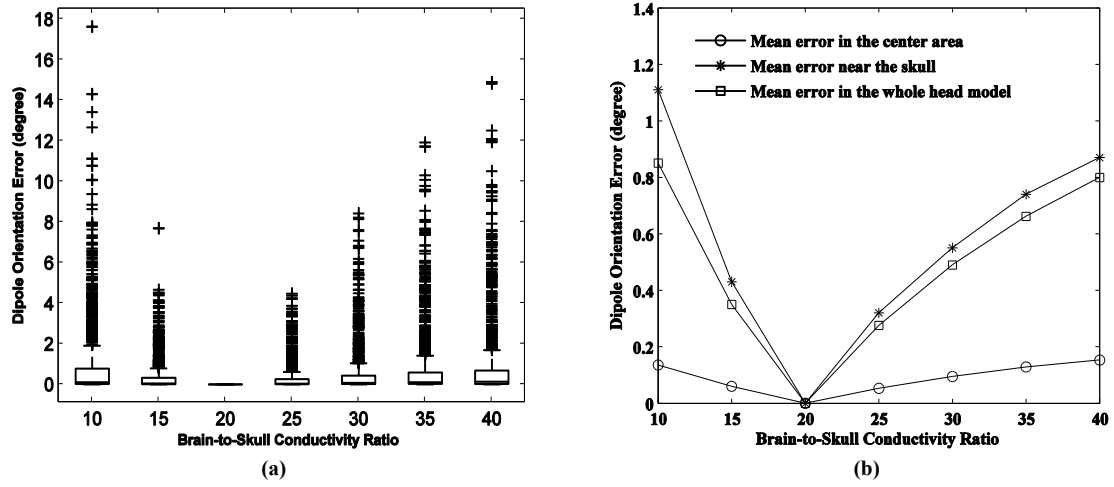 18
16
14
12
10
8
6
4
2
0
Dipole Orientation Error (degree)
10 15 20 25 30 35 40
Brain-to-Skull Conductivity Ratio
(a)
1.4
1.2
1
0.8
0.6
0.4
0.2
0
Dipole Orientation Error (degree)
Mean error in the center area
Mean error near the skull
Mean error in the whole head model
10 15 20 25 30 35 40
Brain-to-Skull Conductivity Ratio
(b)